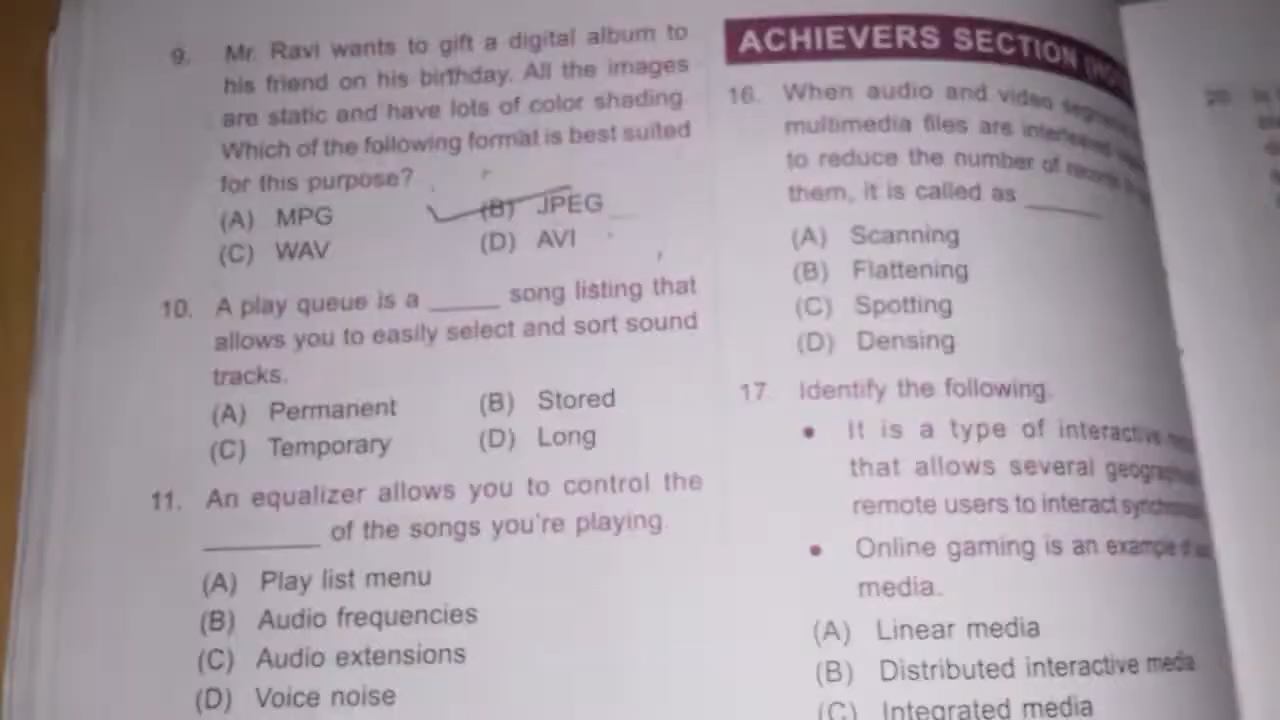 9. Mr. Ravi wants to gift a digital album to
his friend on his birthday. All the images
are static and have lots of color shading.
Which of the following format is best suited
for this purpose?
(A) MPG (B) JPEG
(C) WAV (D) AVI
10. A play queue is a _____ song listing that
allows you to easily select and sort sound
tracks.
(A) Permanent (B) Stored
(C) Temporary (D) Long
11. An equalizer allows you to control the
________ of the songs you're playing.
(A) Play list menu
(B) Audio frequencies
(C) Audio extensions
(D) Voice noise
ACHIEVERS SECTION
16. When audio and video
multimedia files are
to reduce the number of
them, it is called as _____
(A) Scanning
(B) Flattening
(C) Spotting
(D) Densing
17. Identify the following.
• It is a type of interactive
that allows several
remote users to interact
• Online gaming is an example of
media.
(A) Linear media
(B) Distributed interactive media
(C) Integrated media